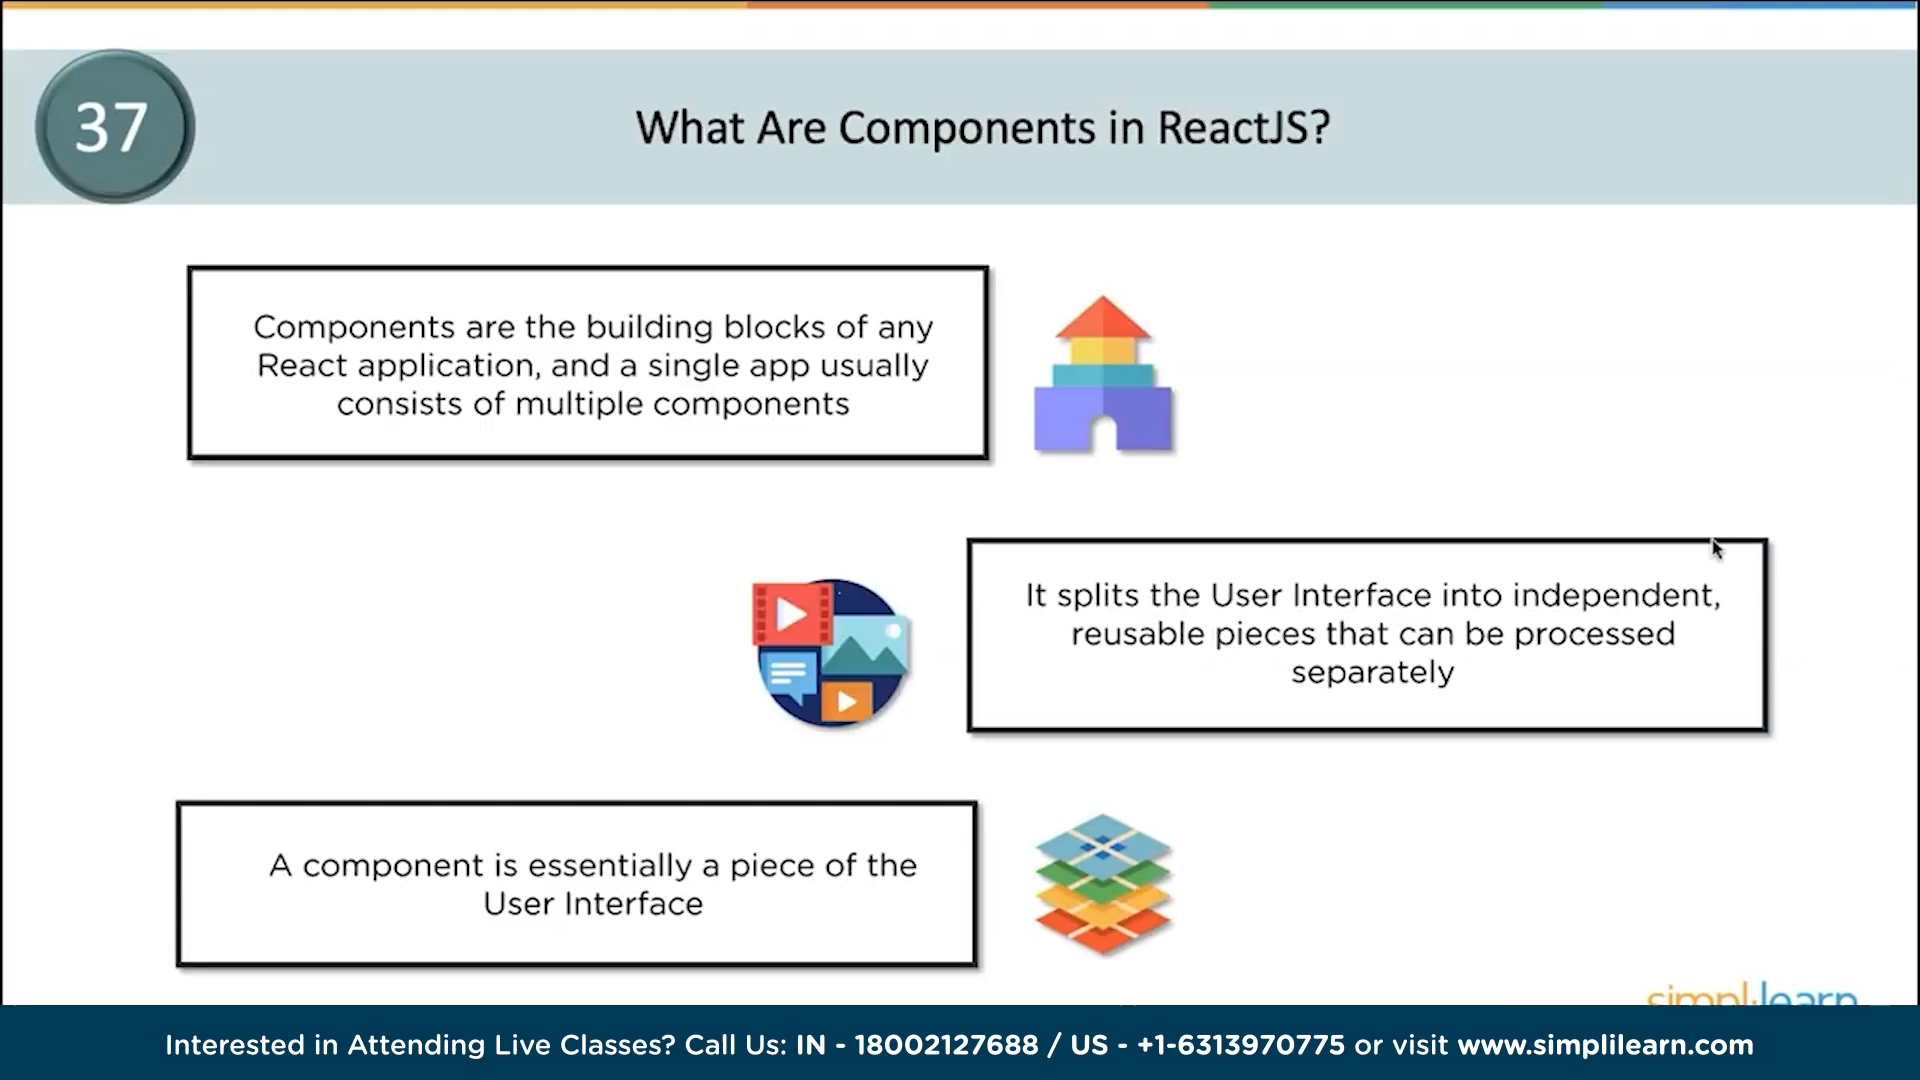 37
What Are Components in ReactJS?
Components are the building blocks of any
React application, and a single app usually
consists of multiple components
It splits the User Interface into independent,
reusable pieces that can be processed
separately
A component is essentially a piece of the
User Interface
simplilearn
Interested in Attending Live Classes? Call Us: IN - 18002127688 / US - +1-6313970775 or visit www.simplilearn.com